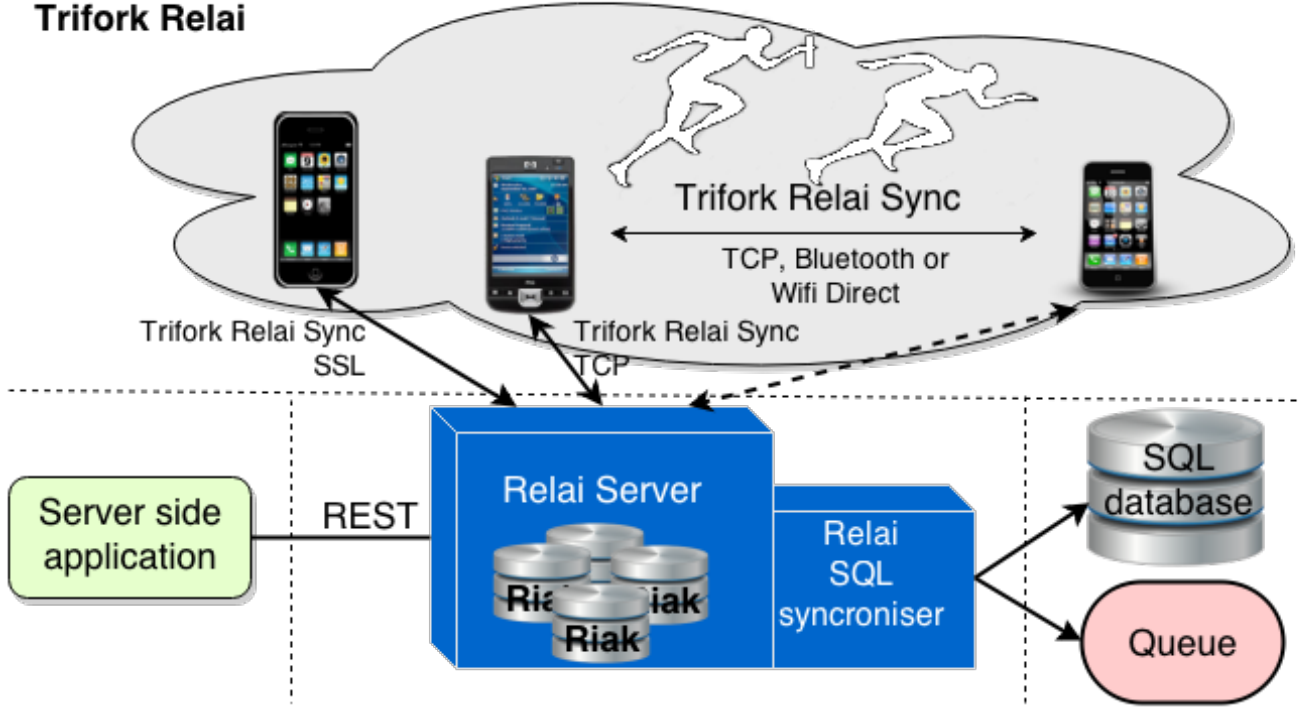 Trifork Relai
Trifork Relai Sync
TCP, Bluetooth or
Wifi Direct
Trifork Relai Sync
SSL
Trifork Relai Sync
TCP
Server side
application
REST
Relai Server
Riak
Riak
Relai
SQL
syncroniser
SQL
database
Queue